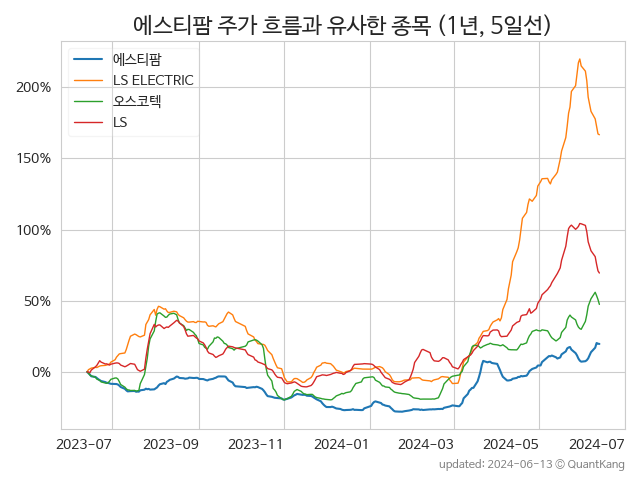 에스티팜 주가 흐름과 유사한 종목 (1년, 5일선)
에스티팜
LS ELECTRIC
오스코텍
LS
200%
150%
100%
50%
0%
2023-07 2023-09 2023-11 2024-01 2024-03 2024-05 2024-07
updated: 2024-06-13 © QuantKang